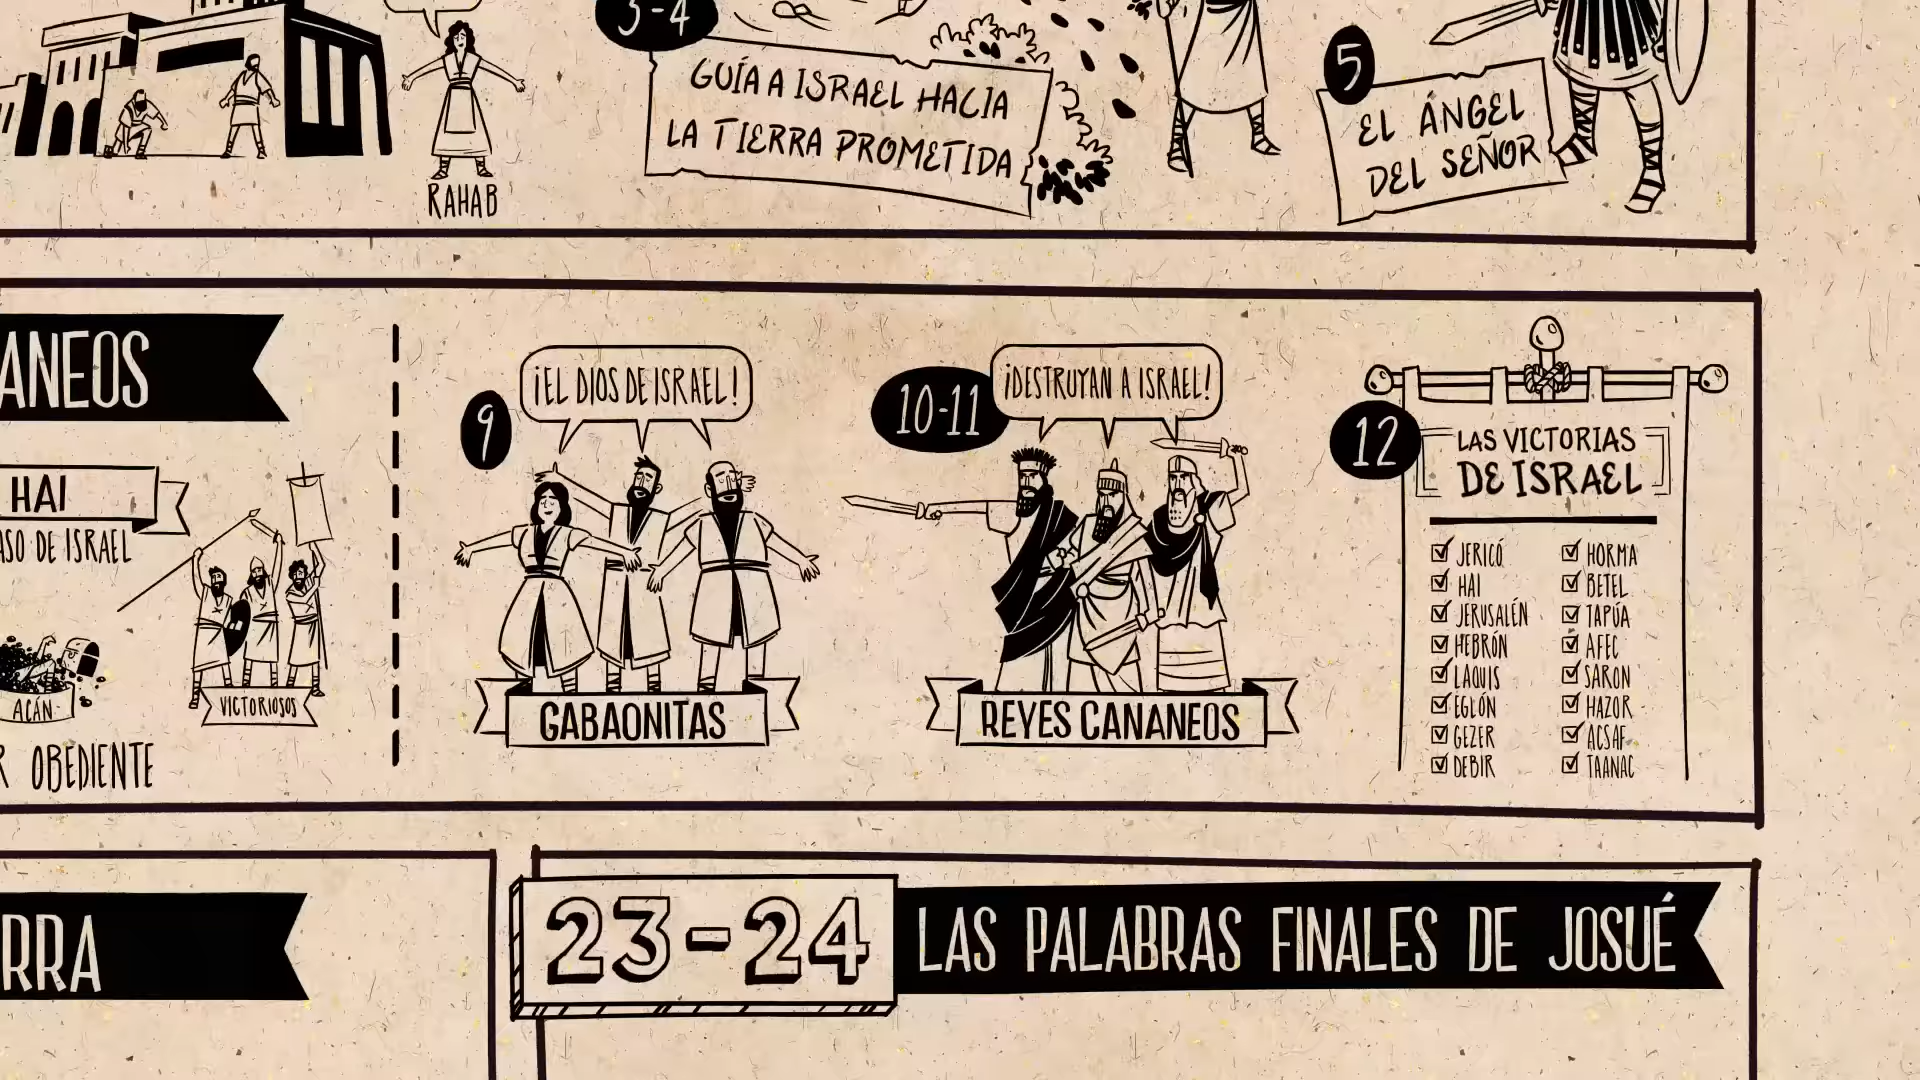 3-4
GUÍA A ISRAEL HACIA
LA TIERRA PROMETIDA
5
EL ÁNGEL
DEL SEÑOR
RAHAB
ANEOS
HAI
ASO DE ISRAEL
ACÁN
VICTORIOSOS
R OBEDIENTE
9
¡EL DIOS DE ISRAEL!
GABAONITAS
10-11
¡DESTRUYAN A ISRAEL!
REYES CANANEOS
12
LAS VICTORIAS
DE ISRAEL
JERICÓ
HAI
JERUSALÉN
HEBRÓN
LAQUIS
EGLÓN
GEZER
DEBIR
HORMA
BETEL
TAPÚA
AFEC
SARON
HAZOR
ACSAF
TAANAC
RRA
23-24
LAS PALABRAS FINALES DE JOSUÉ